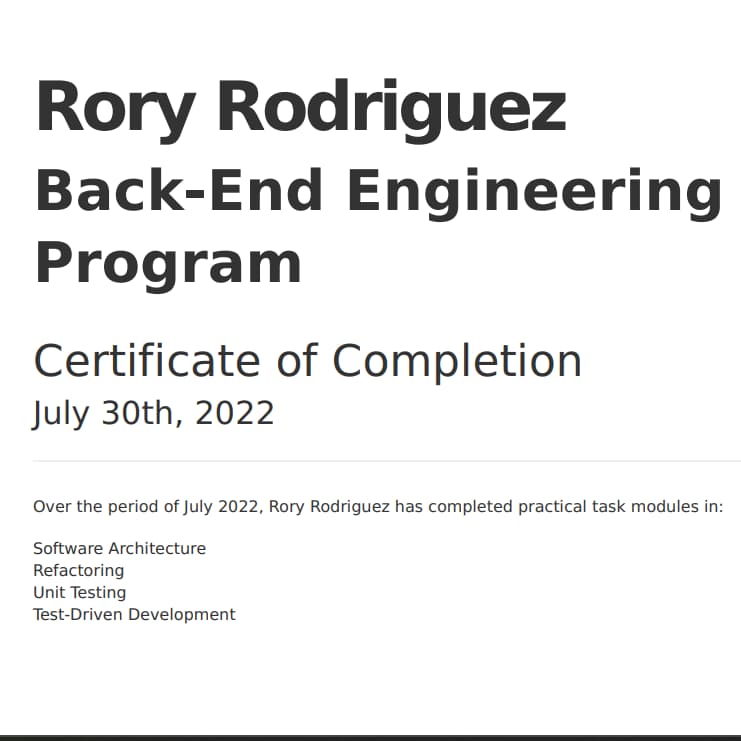 Rory Rodriguez
Back-End Engineering
Program
Certificate of Completion
July 30th, 2022
Over the period of July 2022, Rory Rodriguez has completed practical task modules in:
Software Architecture
Refactoring
Unit Testing
Test-Driven Development